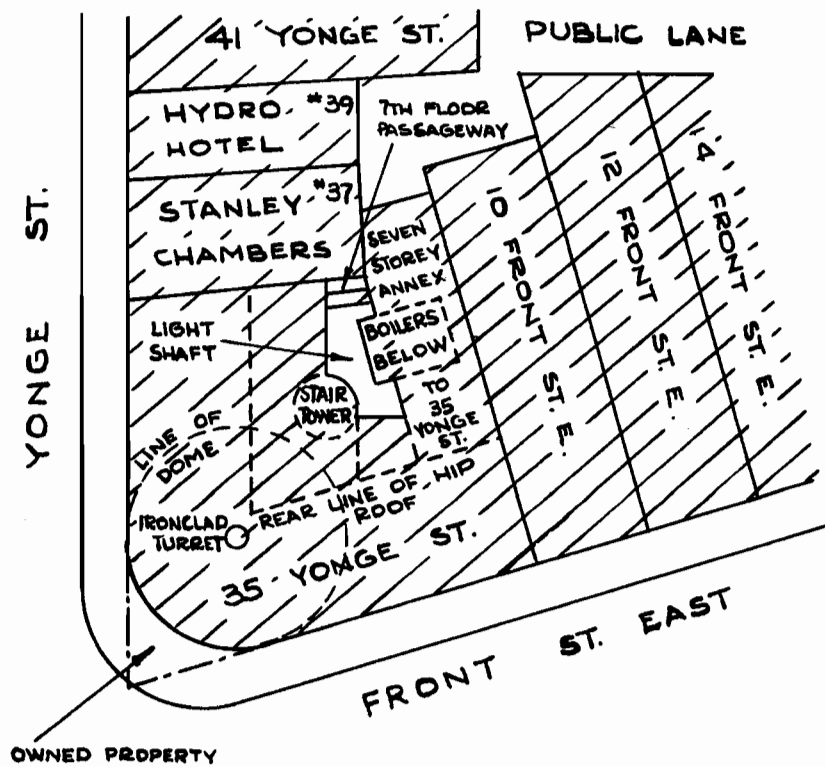 41 YONGE ST.
PUBLIC LANE
HYDRO #39
HOTEL
7TH FLOOR
PASSAGEWAY
STANLEY #37
CHAMBERS
SEVEN
STOREY
ANNEX
10 FRONT ST. E.
12 FRONT ST. E.
14 FRONT ST. E.
YONGE ST.
LIGHT
SHAFT
BOILERS
BELOW
STAIR
TOWER
TO
35
YONGE
ST.
LINE OF
DOME
IRONCLAD
TURRET
REAR LINE OF HIP
ROOF
35 YONGE ST.
FRONT ST. EAST
OWNED PROPERTY